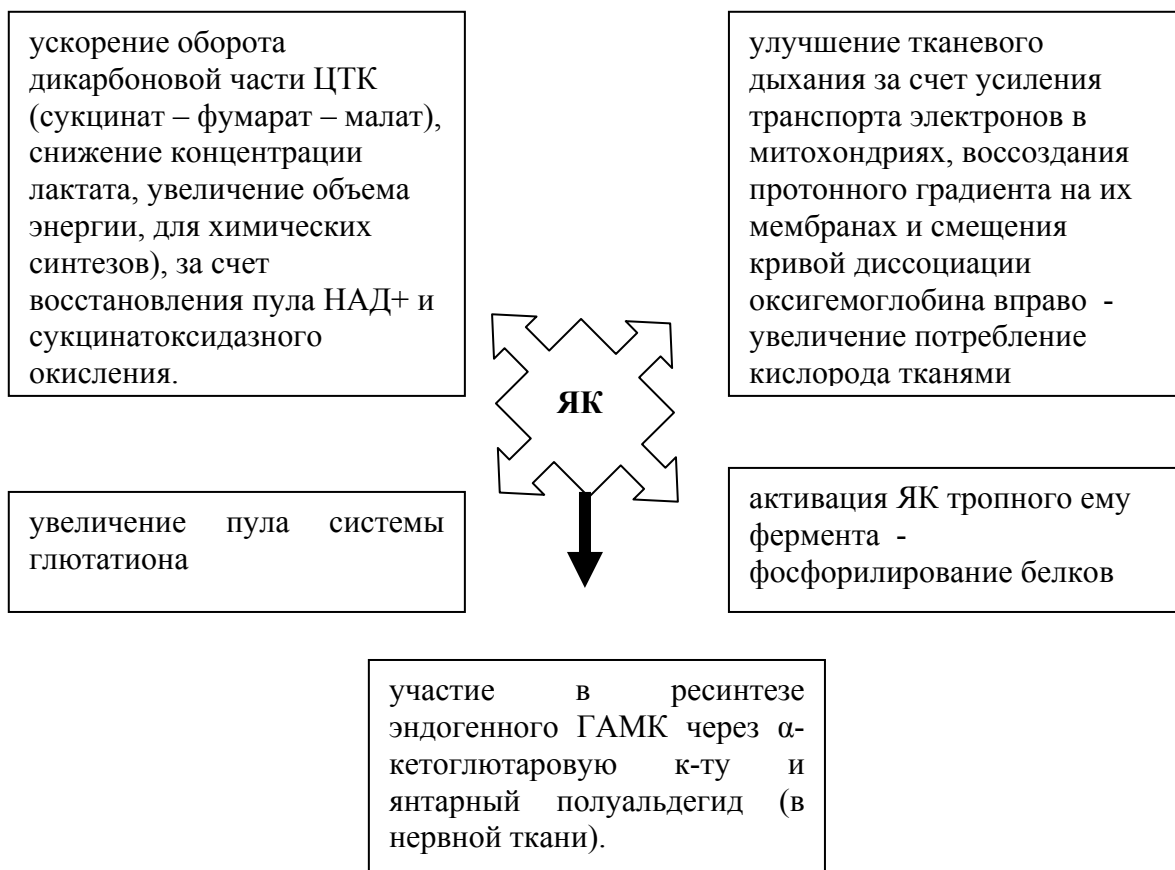 ускорение оборота
дикарбоновой части ЦТК
(сукцинат – фумарат – малат),
снижение концентрации
лактата, увеличение объема
энергии, для химических
синтезов), за счет
восстановления пула НАД+ и
сукцинатоксидазного
окисления.
улучшение тканевого
дыхания за счет усиления
транспорта электронов в
митохондриях, воссоздания
протонного градиента на их
мембранах и смещения
кривой диссоциации
оксигемоглобина вправо -
увеличение потребление
кислорода тканями
ЯК
увеличение пула системы
глютатиона
активация ЯК тропного ему
фермента -
фосфорилирование белков
участие в ресинтезе
эндогенного ГАМК через α-
кетоглютаровую к-ту и
янтарный полуальдегид (в
нервной ткани).